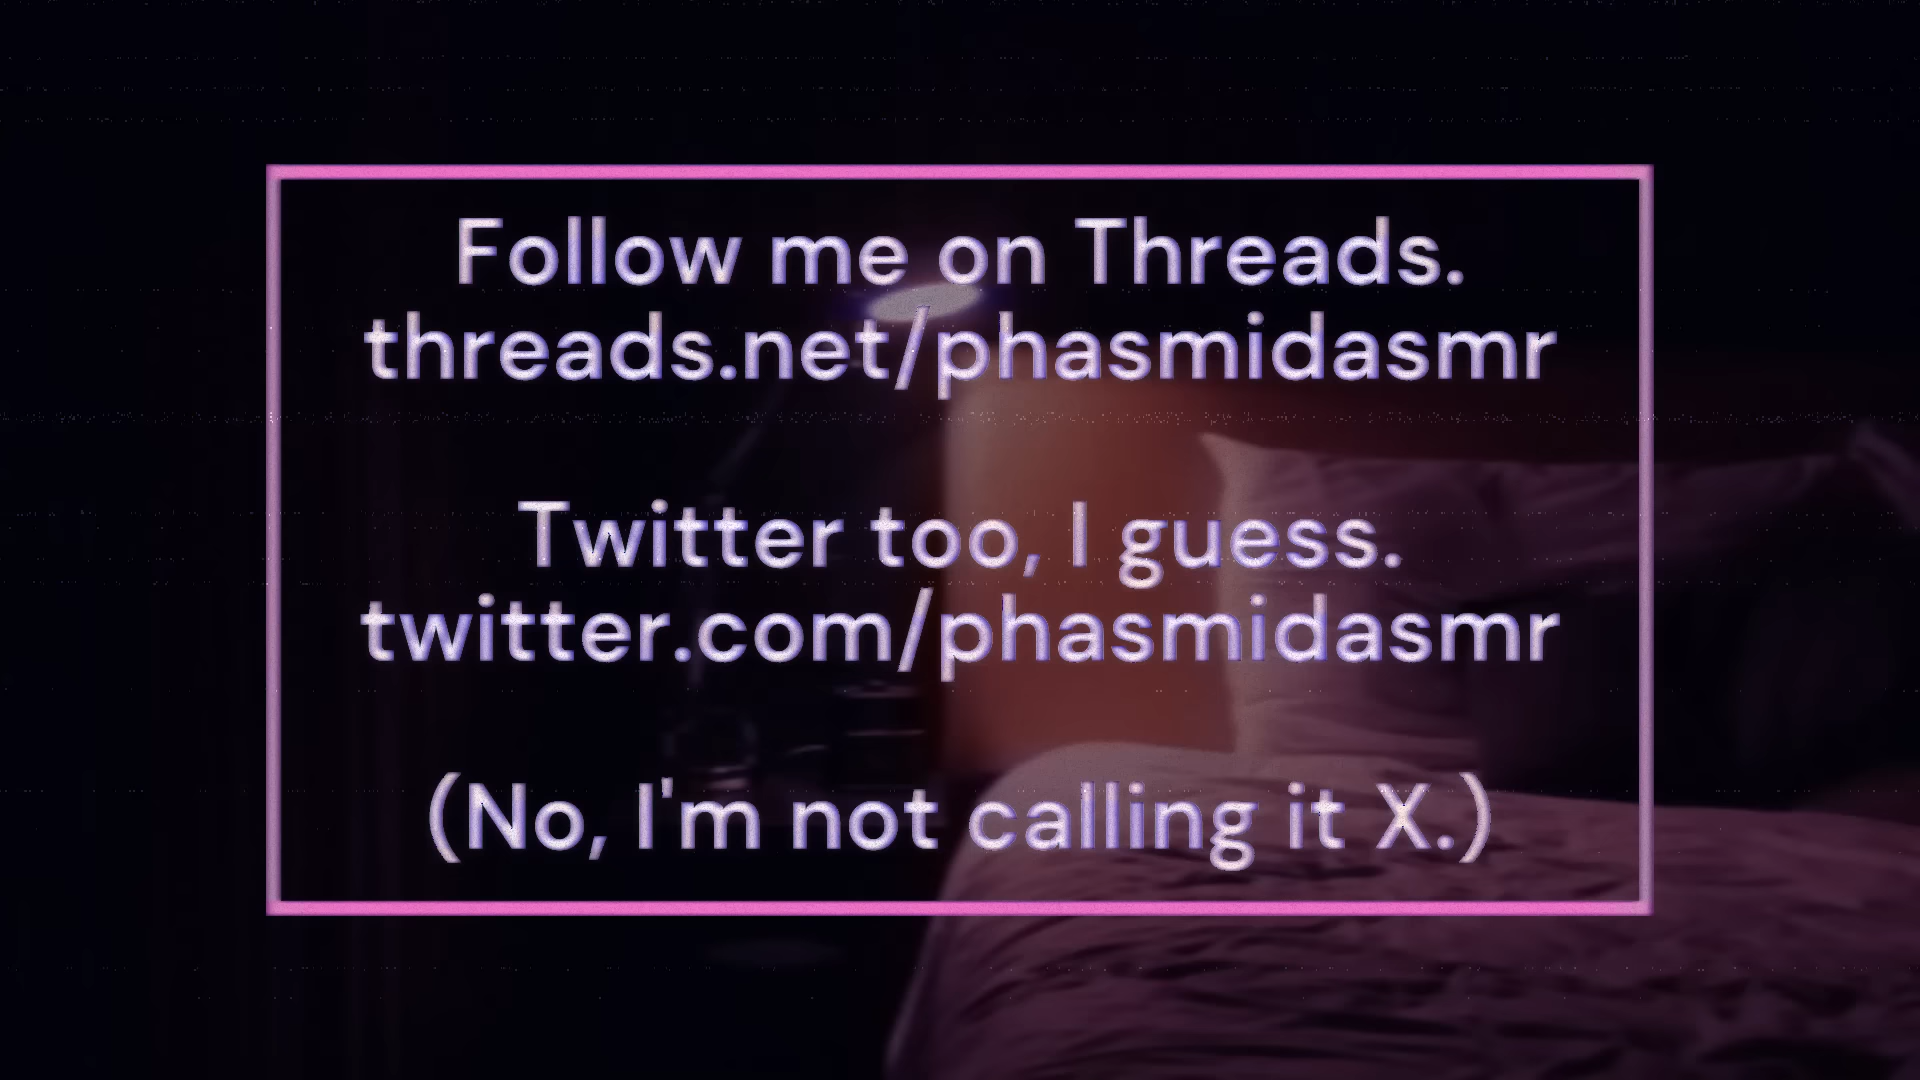 Follow me on Threads.
threads.net/phasmidasmr
Twitter too, I guess.
twitter.com/phasmidasmr
(No, I'm not calling it X.)